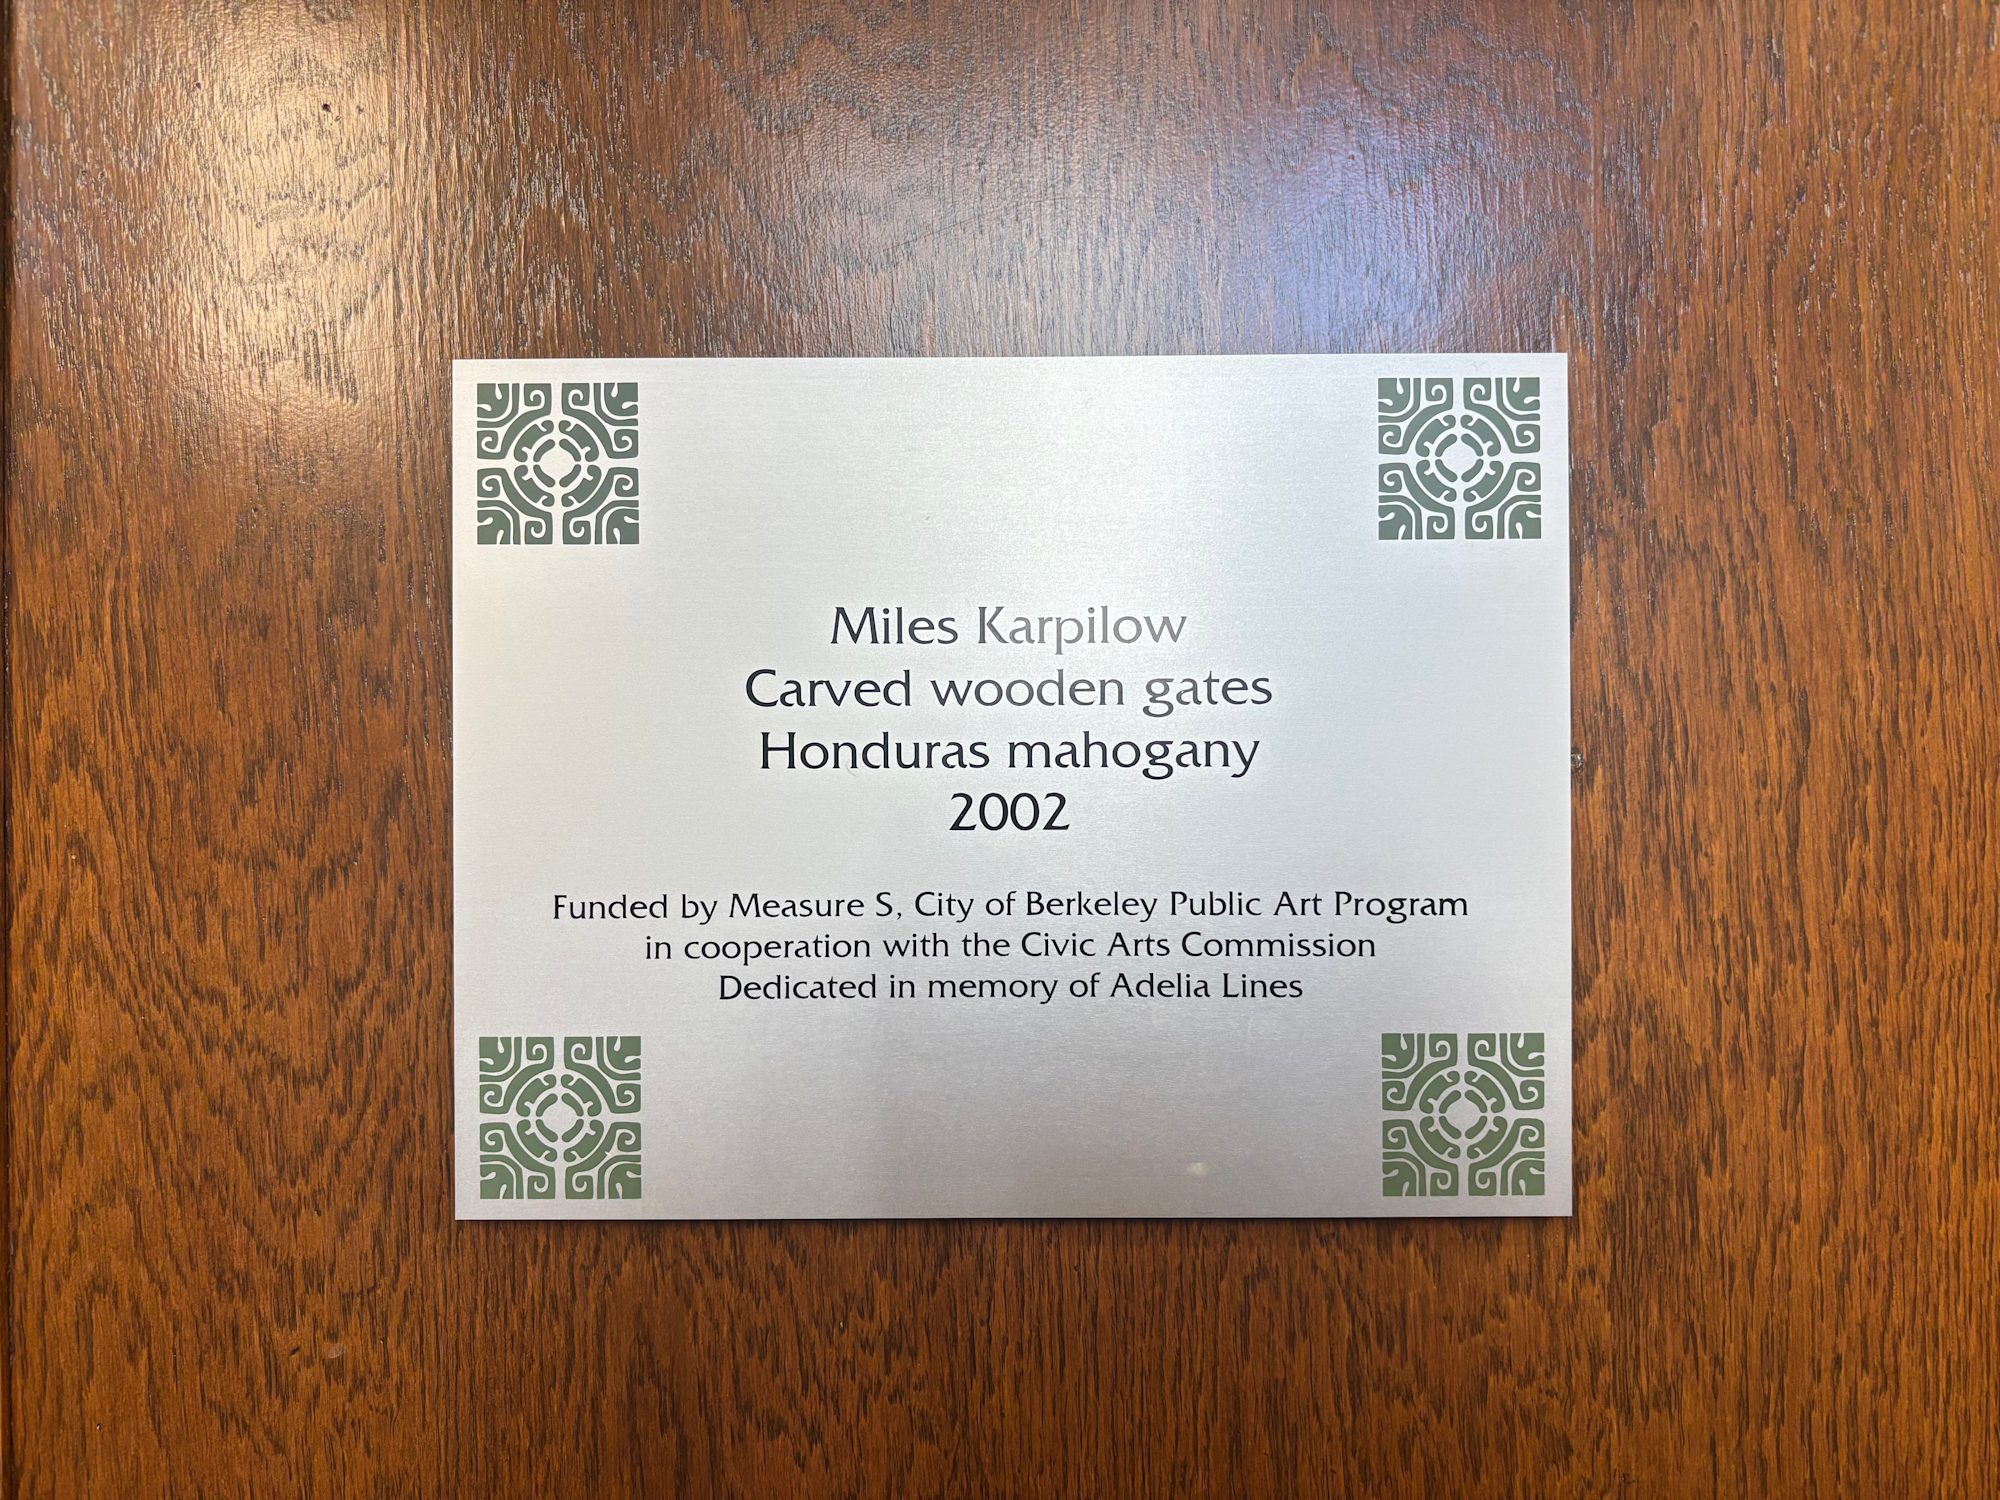 Miles Karpilow
Carved wooden gates
Honduras mahogany
2002
Funded by Measure S, City of Berkeley Public Art Program
in cooperation with the Civic Arts Commission
Dedicated in memory of Adelia Lines